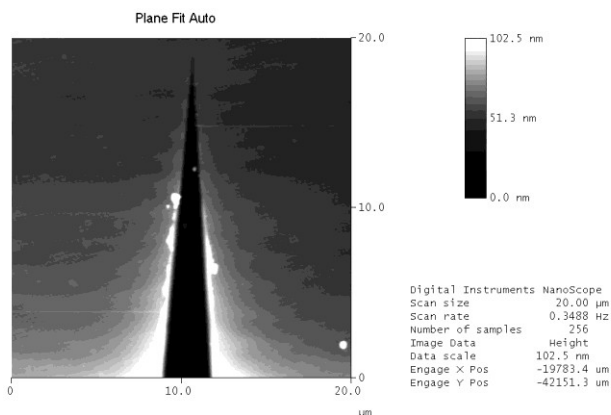 Plane Fit Auto
20.0
10.0
0
0
10.0
20.0
µm
102.5 nm
51.3 nm
0.0 nm
Digital Instruments NanoScope
Scan size 20.00 µm
Scan rate 0.3488 Hz
Number of samples 256
Image Data Height
Data scale 102.5 nm
Engage X Pos -19783.4 um
Engage Y Pos -42151.3 um